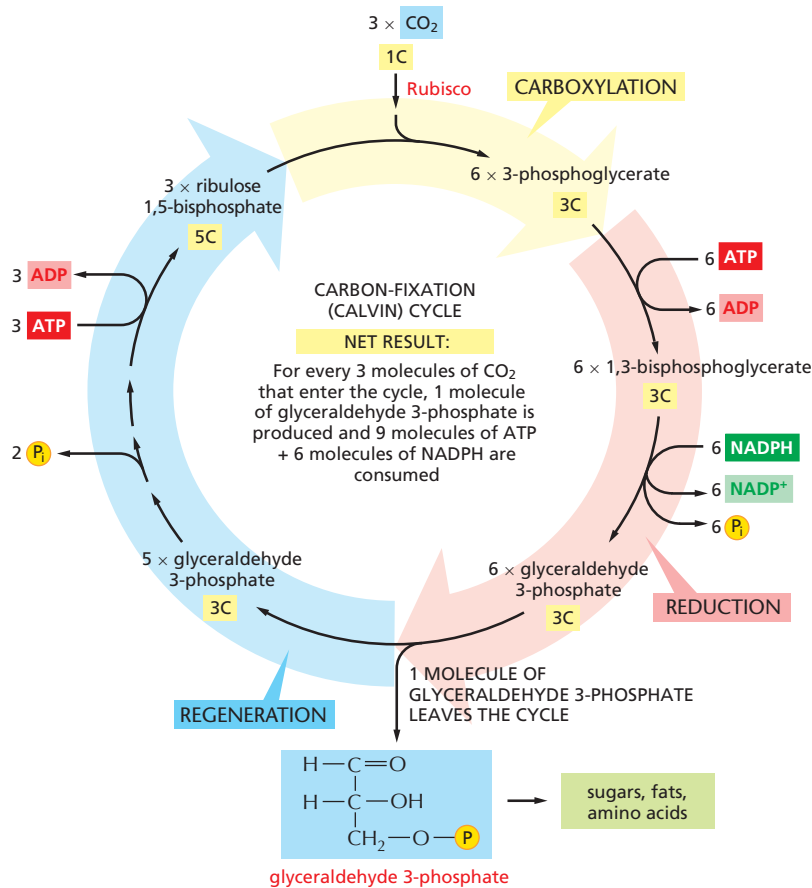 3 × CO₂
1C
Rubisco
CARBOXYLATION
6 × 3-phosphoglycerate
3C
6 ATP
6 ADP
6 × 1,3-bisphosphoglycerate
3C
6 NADPH
6 NADP⁺
6 Pᵢ
REDUCTION
6 × glyceraldehyde
3-phosphate
3C
1 MOLECULE OF
GLYCERALDEHYDE 3-PHOSPHATE
LEAVES THE CYCLE
5 × glyceraldehyde
3-phosphate
3C
REGENERATION
2 Pᵢ
3 ATP
3 ADP
3 × ribulose
1,5-bisphosphate
5C
CARBON-FIXATION
(CALVIN) CYCLE
NET RESULT:
For every 3 molecules of CO₂
that enter the cycle, 1 molecule
of glyceraldehyde 3-phosphate is
produced and 9 molecules of ATP
+ 6 molecules of NADPH are
consumed
H—C=O
H—C—OH
CH₂—O—P
glyceraldehyde 3-phosphate
sugars, fats,
amino acids